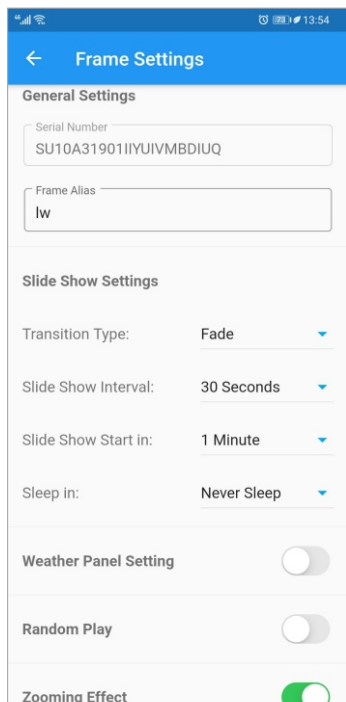 13:54
Frame Settings
General Settings
Serial Number
SU10A31901IIYUIVMBDIUQ
Frame Alias
lw
Slide Show Settings
Transition Type: Fade
Slide Show Interval: 30 Seconds
Slide Show Start in: 1 Minute
Sleep in: Never Sleep
Weather Panel Setting
Random Play
Zooming Effect